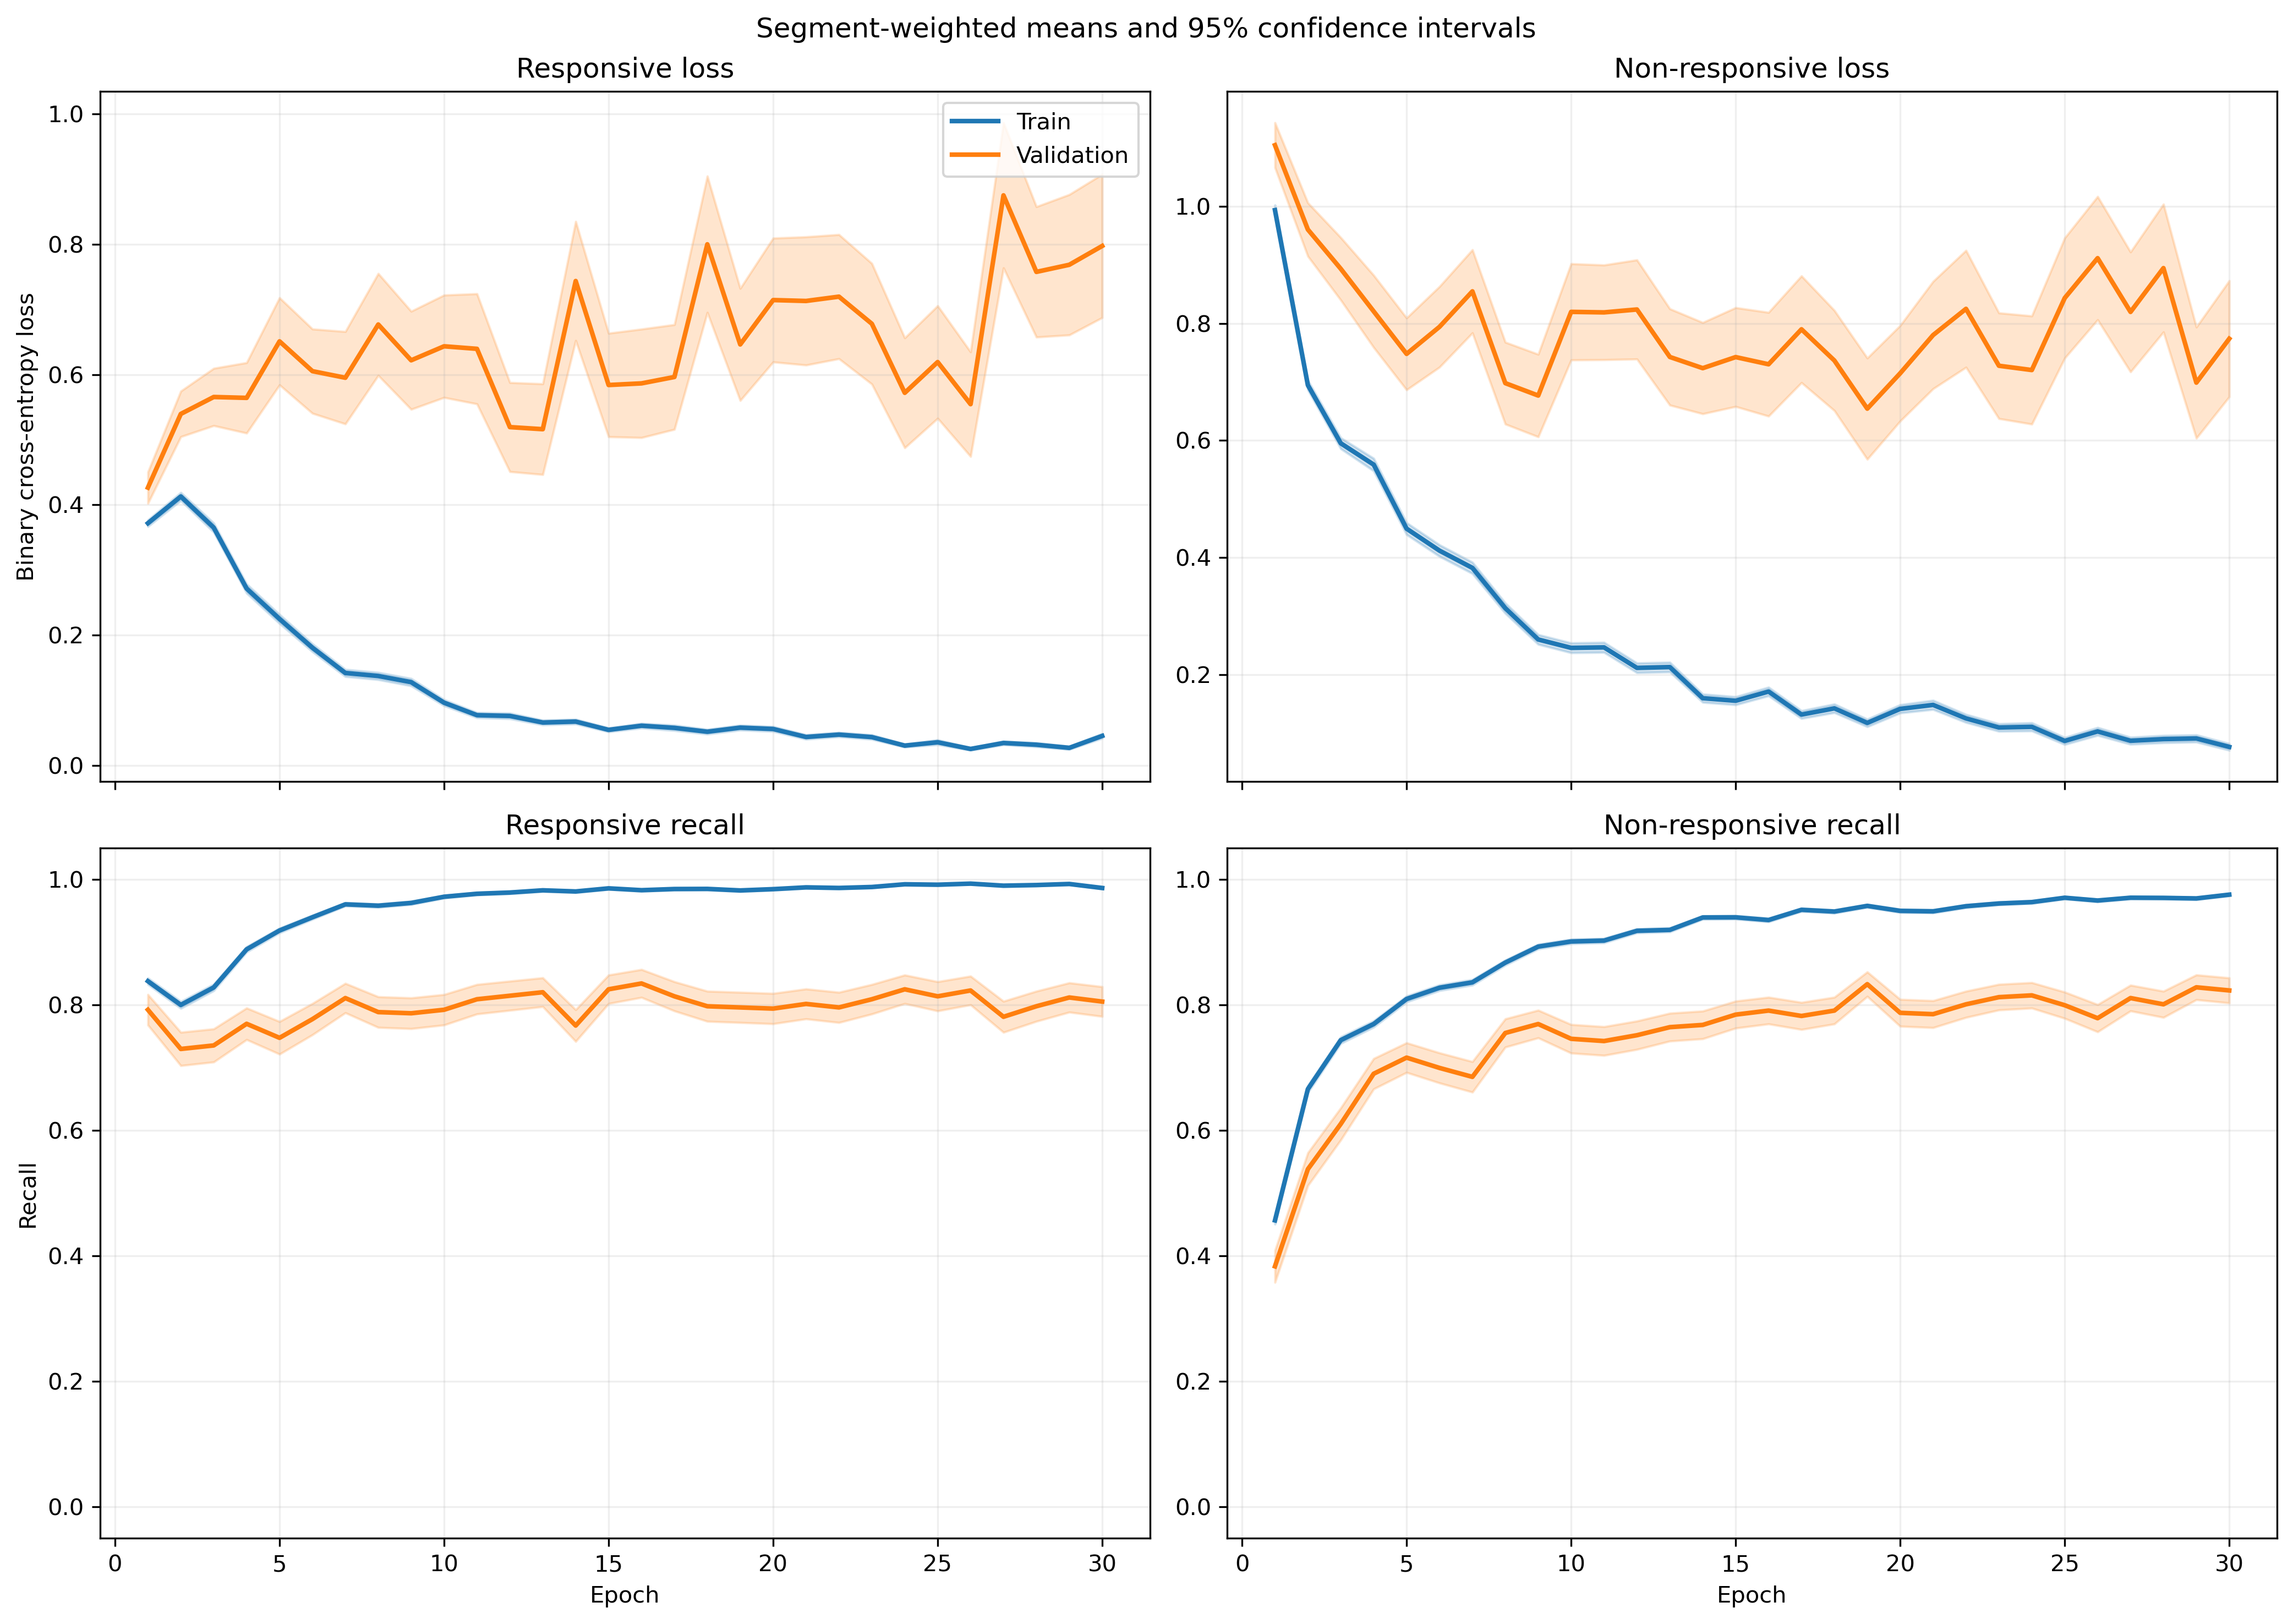 Segment-weighted means and 95% confidence intervals
Responsive loss
Non-responsive loss
Binary cross-entropy loss
1.0
0.8
0.6
0.4
0.2
0.0
Train
Validation
1.0
0.8
0.6
0.4
0.2
Responsive recall
Non-responsive recall
Recall
1.0
0.8
0.6
0.4
0.2
0.0
0 5 10 15 20 25 30
Epoch
1.0
0.8
0.6
0.4
0.2
0.0
0 5 10 15 20 25 30
Epoch